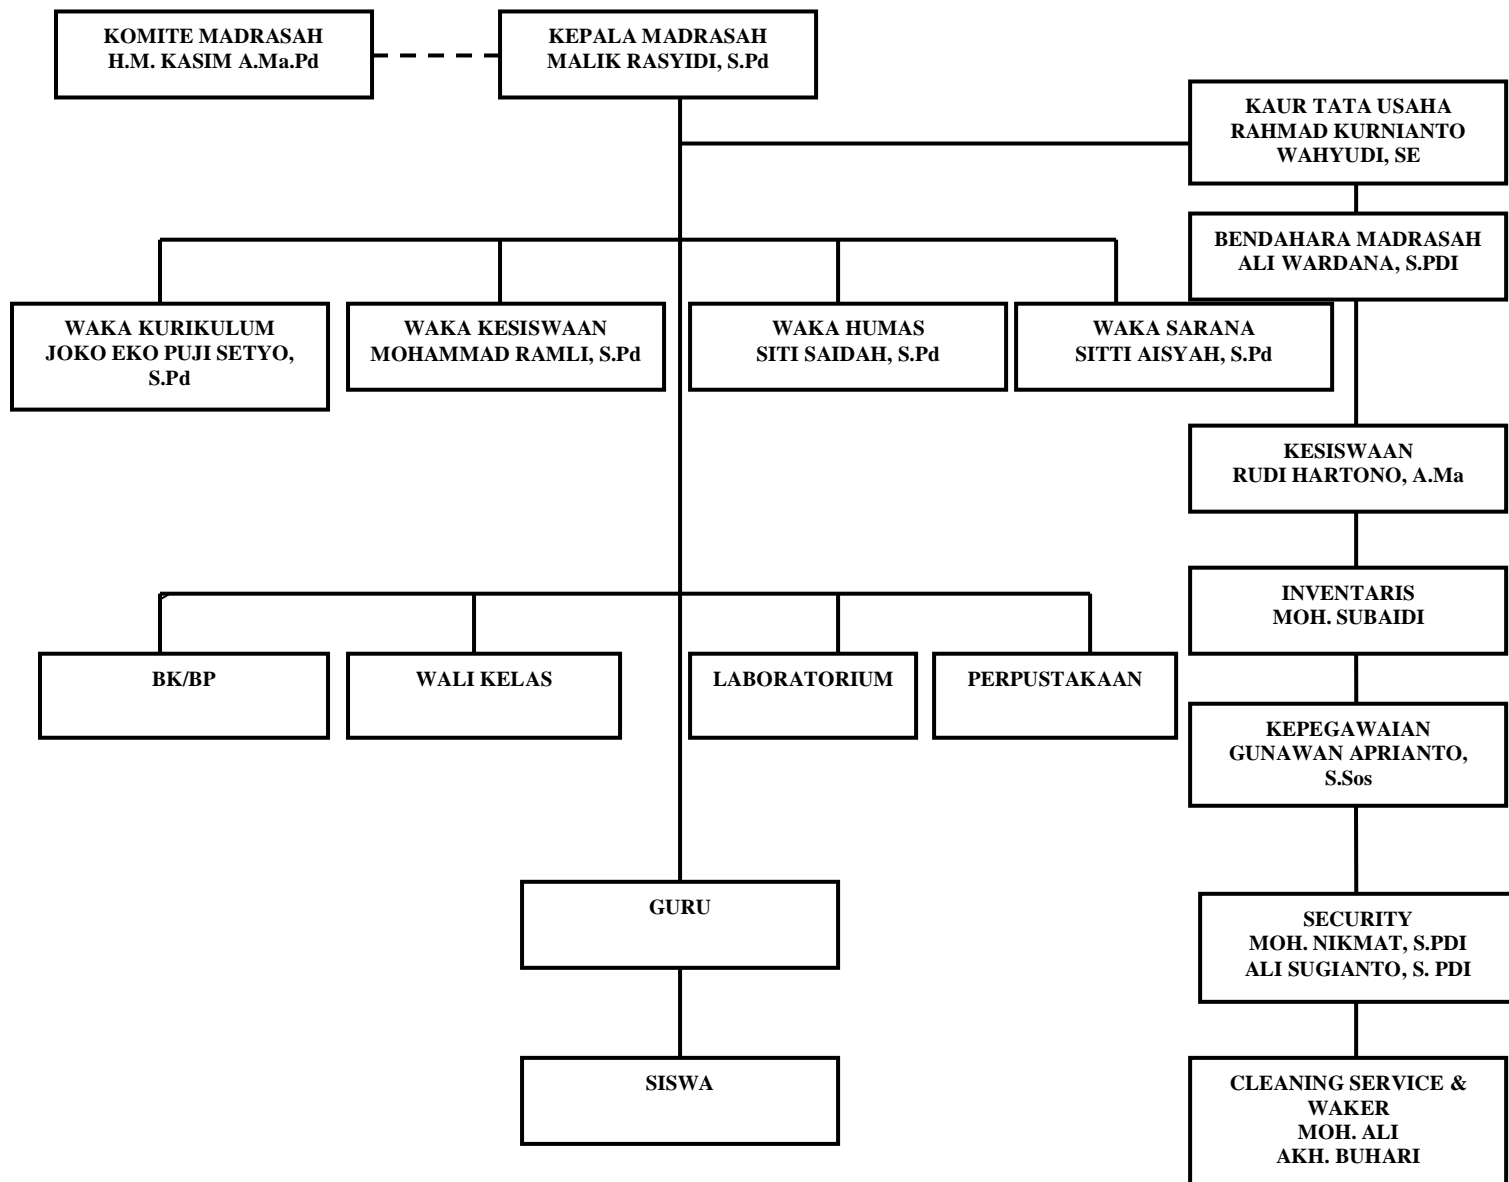 KOMITE MADRASAH
H.M. KASIM A.Ma.Pd
KEPALA MADRASAH
MALIK RASYIDI, S.Pd
KAUR TATA USAHA
RAHMAD KURNIANTO
WAHYUDI, SE
BENDAHARA MADRASAH
ALI WARDANA, S.PDI
WAKA KURIKULUM
JOKO EKO PUJI SETYO,
S.Pd
WAKA KESISWAAN
MOHAMMAD RAMLI, S.Pd
WAKA HUMAS
SITI SAIDAH, S.Pd
WAKA SARANA
SITTI AISYAH, S.Pd
KESISWAAN
RUDI HARTONO, A.Ma
INVENTARIS
MOH. SUBAIDI
BK/BP
WALI KELAS
LABORATORIUM
PERPUSTAKAAN
KEPEGAWAIAN
GUNAWAN APRIANTO,
S.Sos
GURU
SECURITY
MOH. NIKMAT, S.PDI
ALI SUGIANTO, S. PDI
SISWA
CLEANING SERVICE &
WAKER
MOH. ALI
AKH. BUHARI